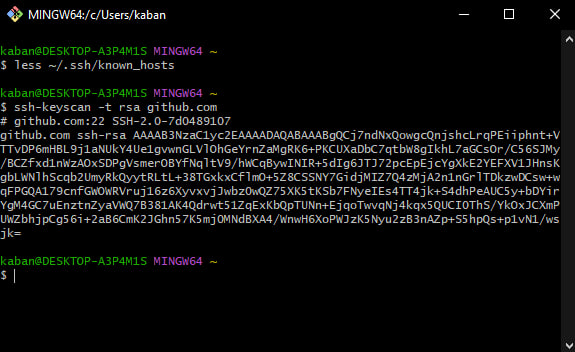 MINGW64:/c/Users/kaban
kaban@DESKTOP-A3P4M1S MINGW64 ~
$ less ~/.ssh/known_hosts
kaban@DESKTOP-A3P4M1S MINGW64 ~
$ ssh-keyscan -t rsa github.com
# github.com:22 SSH-2.0-7d0489107
github.com ssh-rsa AAAAB3NzaC1yc2EAAAADAQABAAABgQCj7ndNxQowgcQnjshcLrqPEiiphnt+V
TTvDP6mHBL9j1aNUkY4Ue1gvwnGLVlOhGeYrnZaMgRK6+PKCUXaDbC7qtbW8gIkhL7aGCsOr/C56SJMy
/BCZfxd1nWzAOxSDPgVsmerOBYfNqltV9/hWCqBywINIR+5dIg6JTJ72pcEpEjcYgXkE2YEFXV1JHnsK
gbLWNlhScqb2UmyRkQyytRLtL+38TGxkxCflmO+5Z8CSSNY7GidjMIZ7Q4zMjA2n1nGrlTDkzwDCsw+w
qFPGQA179cnfGWOWRVruj16z6XyvxvjJwbz0wQZ75XK5tKSb7FNyeIEs4TT4jk+S4dhPeAUC5y+bDYir
YgM4GC7uEnztnZyaVWQ7B381AK4Qdrwt51ZqExKbQpTUNn+EjqoTwvqNj4kqx5QUCI0ThS/YkOxJCXmP
UWZbhjpCg56i+2aB6CmK2JGhn57K5mj0MNdBXA4/WnwH6XoPWJzK5Nyu2zB3nAZp+S5hpQs+p1vN1/ws
jk=
kaban@DESKTOP-A3P4M1S MINGW64 ~
$